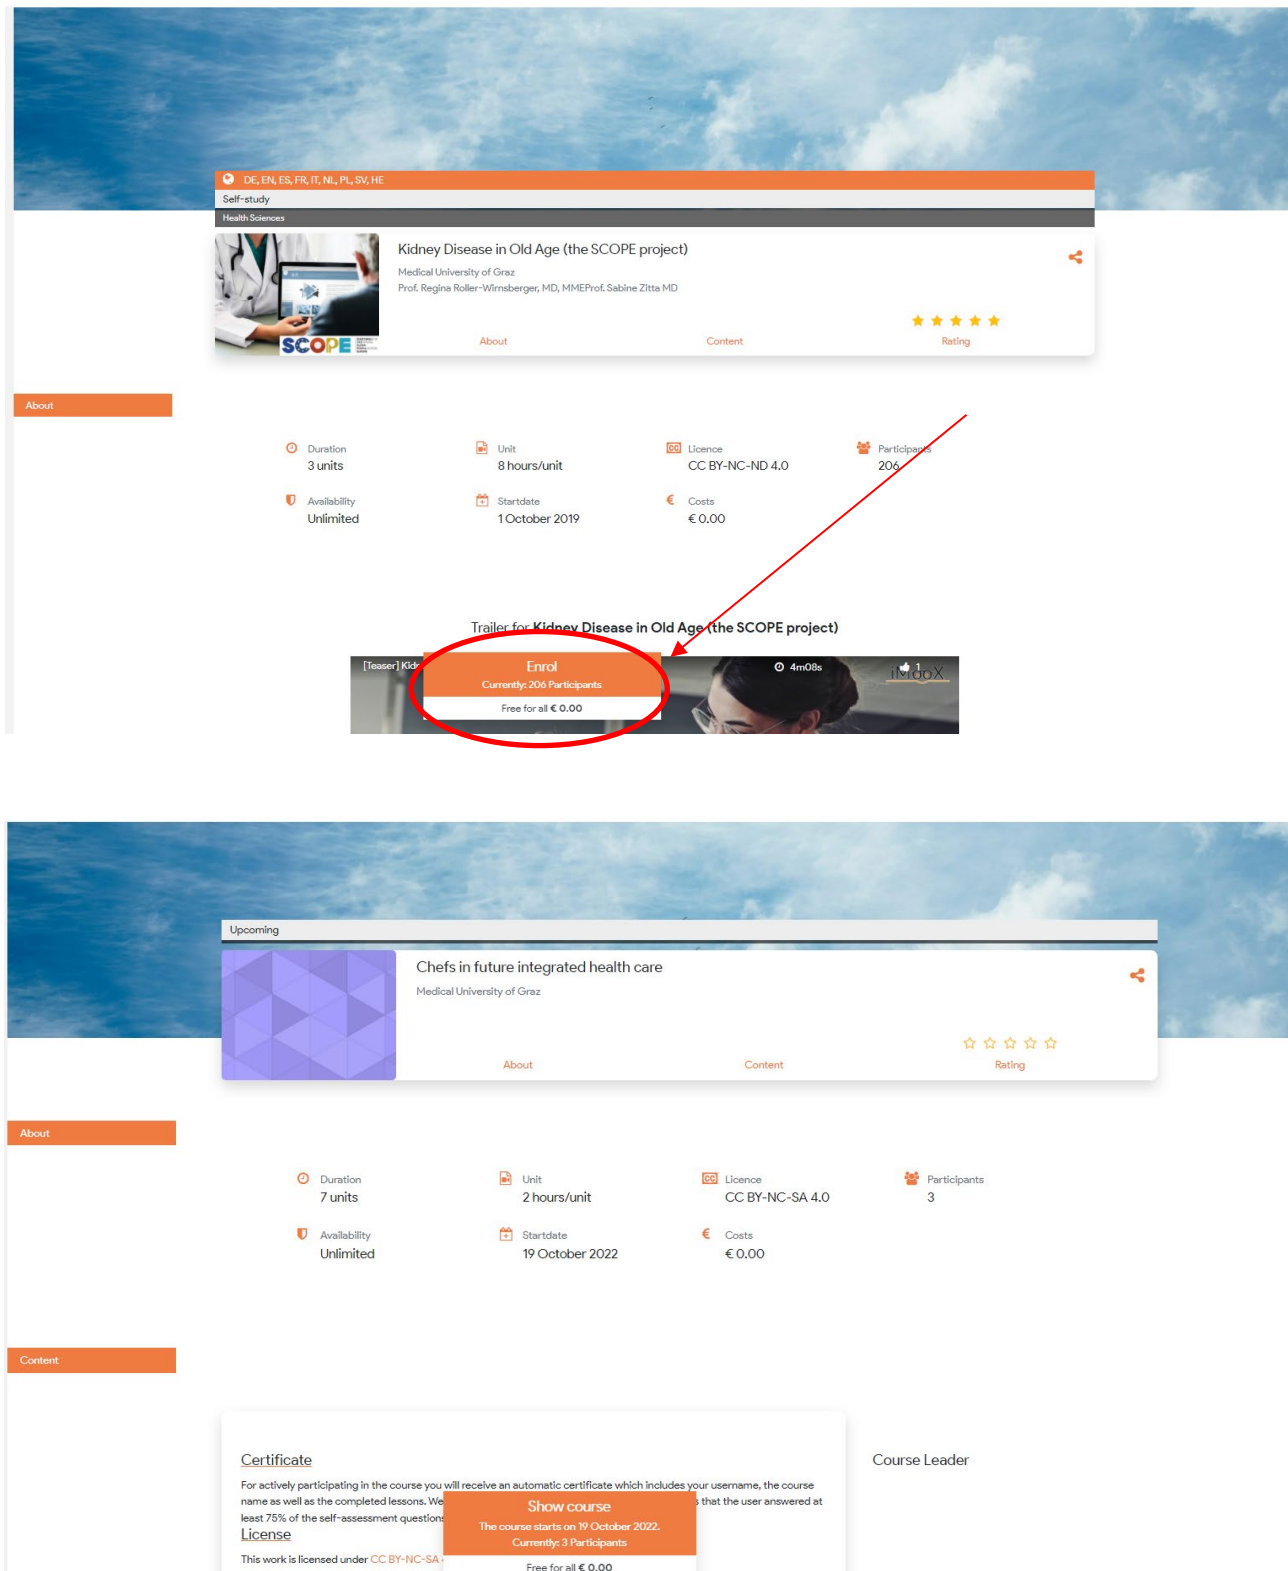 DE, EN, ES, FR, IT, NL, PL, SV, HE
Self-study
Health Sciences
Kidney Disease in Old Age (the SCOPE project)
Medical University of Graz
Prof. Regina Roller-Wirnsberger, MD, MMEProf. Sabine Zitta MD
SCOPE
About Content Rating
About
Duration Unit Licence Participants
3 units 8 hours/unit CC BY-NC-ND 4.0 206
Availability Startdate Costs
Unlimited 1 October 2019 € 0.00
Trailer for Kidney Disease in Old Age (the SCOPE project)
[Teaser] Kid Enrol 4m08s 1
iMooX
Currently: 206 Participants
Free for all € 0.00
Upcoming
Chefs in future integrated health care
Medical University of Graz
About Content Rating
About
Duration Unit Licence Participants
7 units 2 hours/unit CC BY-NC-SA 4.0 3
Availability Startdate Costs
Unlimited 19 October 2022 € 0.00
Content
Certificate Course Leader
For actively participating in the course you will receive an automatic certificate which includes your username, the course
name as well as the completed lessons. We that the user answered at
least 75% of the self-assessment question
Show course
The course starts on 19 October 2022.
Currently: 3 Participants
License
This work is licensed under CC BY-NC-SA
Free for all € 0.00